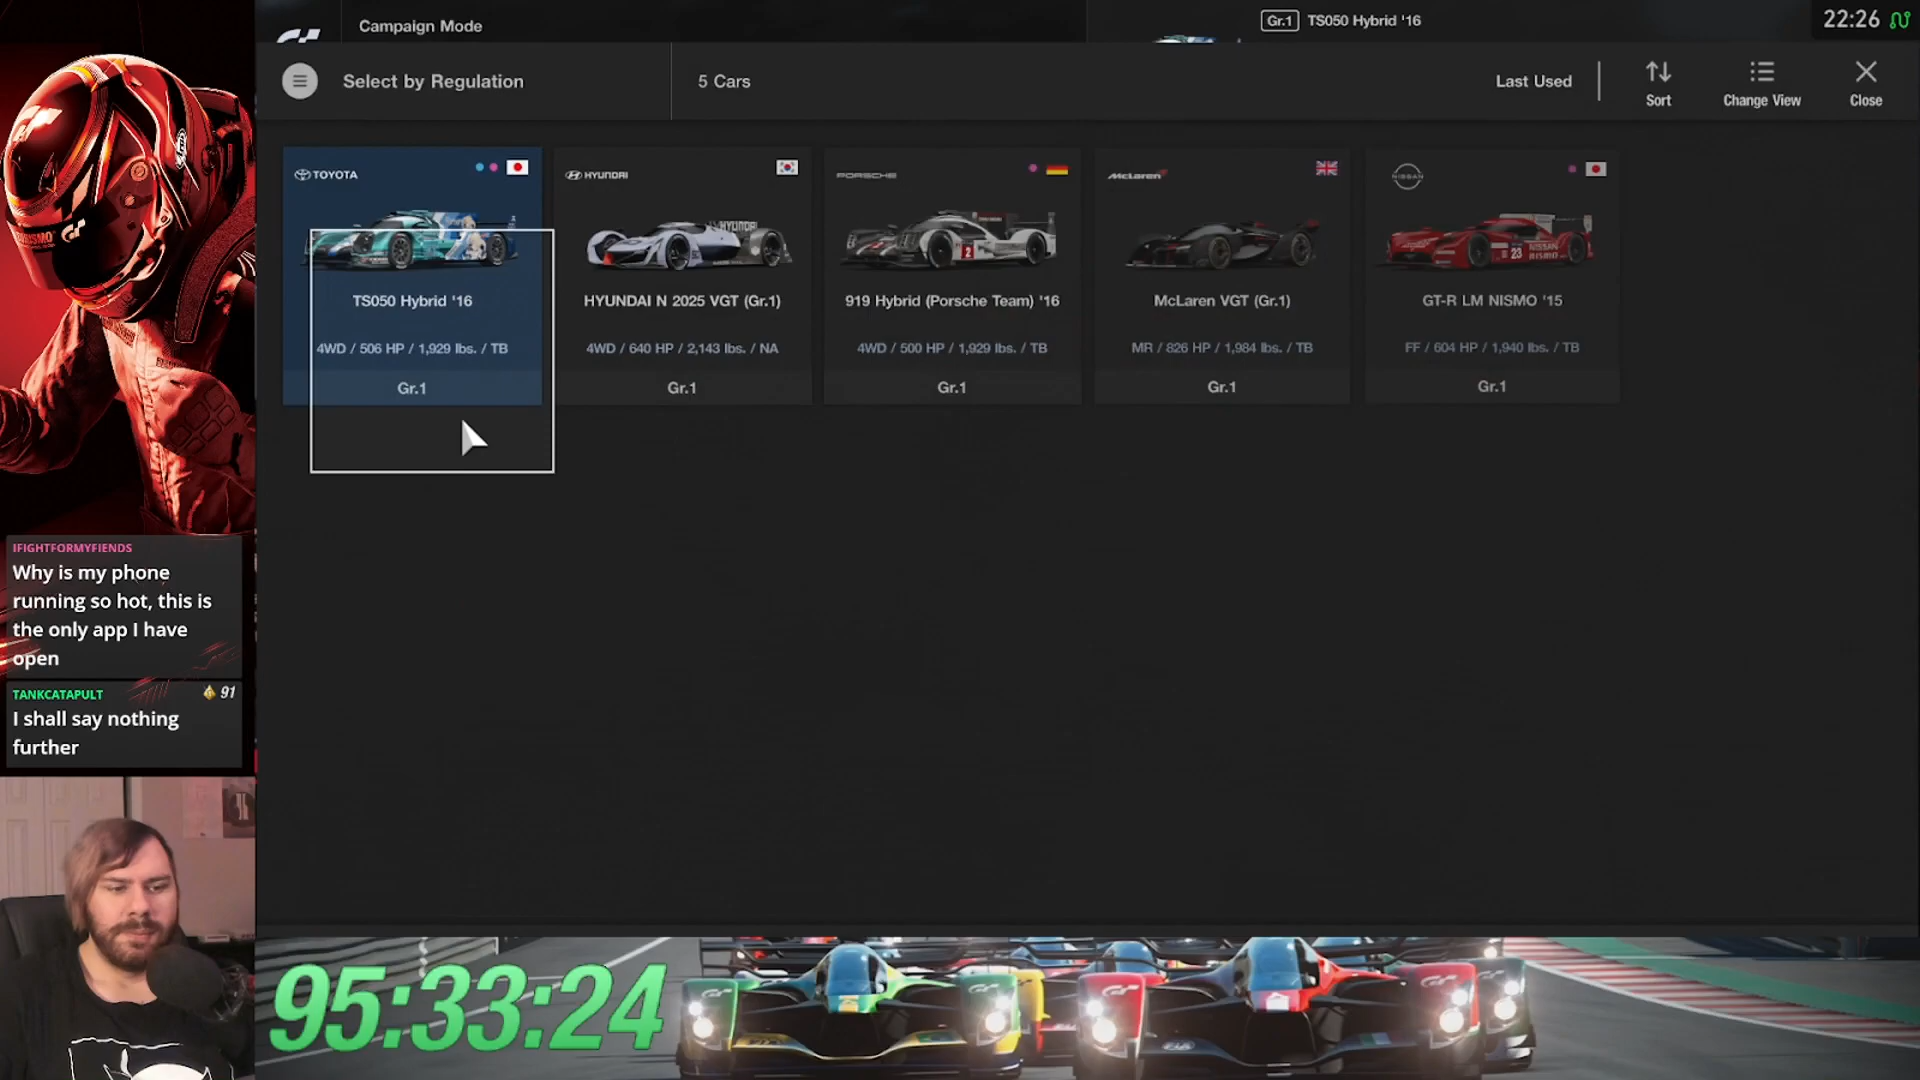 Campaign Mode
Gr.1 TS050 Hybrid '16
22:26
Select by Regulation
5 Cars
Last Used
Sort
Change View
Close
TOYOTA
TS050 Hybrid '16
4WD / 506 HP / 1,929 lbs. / TB
Gr.1
HYUNDAI
HYUNDAI
HYUNDAI N 2025 VGT (Gr.1)
4WD / 640 HP / 2,143 lbs. / NA
Gr.1
PORSCHE
2
919 Hybrid (Porsche Team) '16
4WD / 500 HP / 1,929 lbs. / TB
Gr.1
McLaren
McLaren VGT (Gr.1)
MR / 826 HP / 1,984 lbs. / TB
Gr.1
NISSAN
23 NISSAN
NISMO
GT-R LM NISMO '15
FF / 604 HP / 1,940 lbs. / TB
Gr.1
IFIGHTFORMYFIENDS
Why is my phone
running so hot, this is
the only app I have
open
TANKCATAPULT 91
I shall say nothing
further
95:33:24